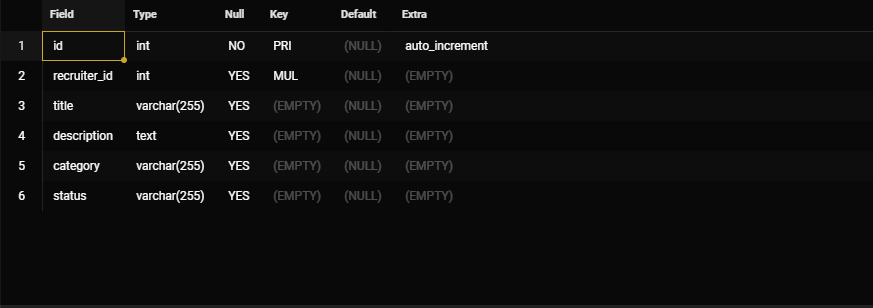 Field Type Null Key Default Extra
1 id int NO PRI (NULL) auto_increment
2 recruiter_id int YES MUL (NULL) (EMPTY)
3 title varchar(255) YES (EMPTY) (NULL) (EMPTY)
4 description text YES (EMPTY) (NULL) (EMPTY)
5 category varchar(255) YES (EMPTY) (NULL) (EMPTY)
6 status varchar(255) YES (EMPTY) (NULL) (EMPTY)